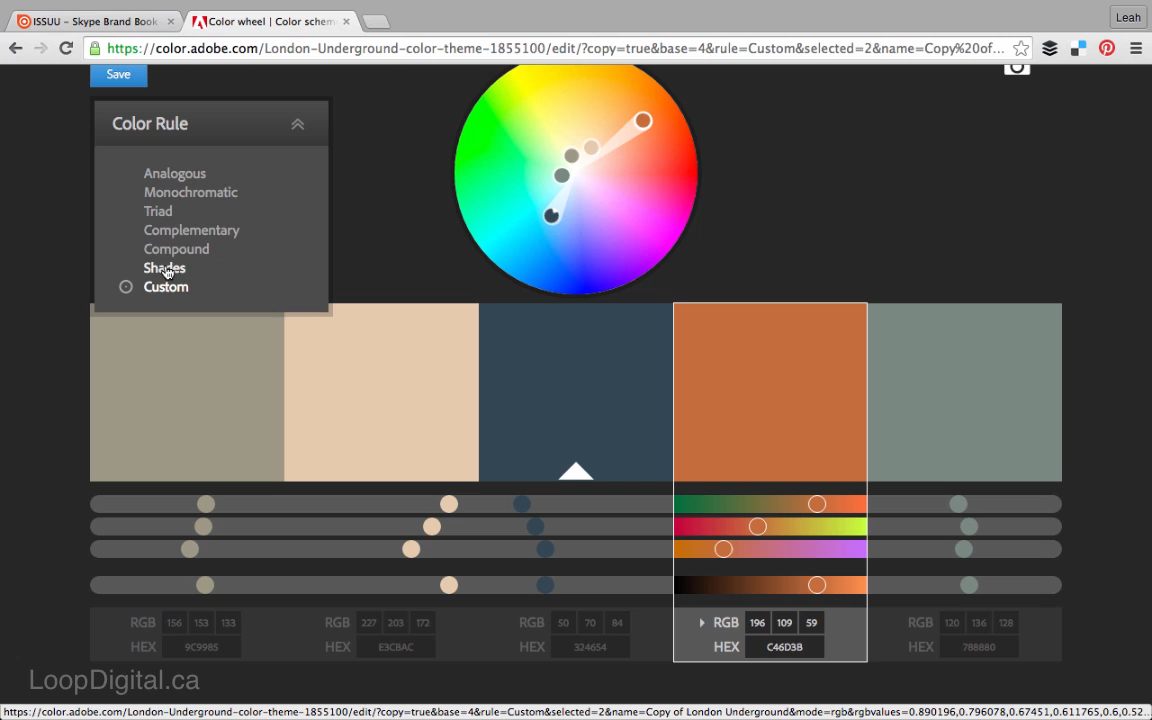 ISSUU – Skype Brand Book
Color wheel | Color schem
Leah
https://color.adobe.com/London-Underground-color-theme-1855100/edit/?copy=true&base=4&rule=Custom&selected=2&name=Copy%20of...
Save
Color Rule
Analogous
Monochromatic
Triad
Complementary
Compound
Shades
Custom
RGB 156 153 133
HEX 9C9985
RGB 227 203 172
HEX E3CBAC
RGB 50 70 84
HEX 324654
RGB 196 109 59
HEX C46D3B
RGB 120 136 128
HEX 788880
LoopDigital.ca
https://color.adobe.com/London-Underground-color-theme-1855100/edit/?copy=true&base=4&rule=Custom&selected=2&name=Copy of London Underground&mode=rgb&rgbvalues=0.890196,0.796078,0.67451,0.611765,0.6,0.52...